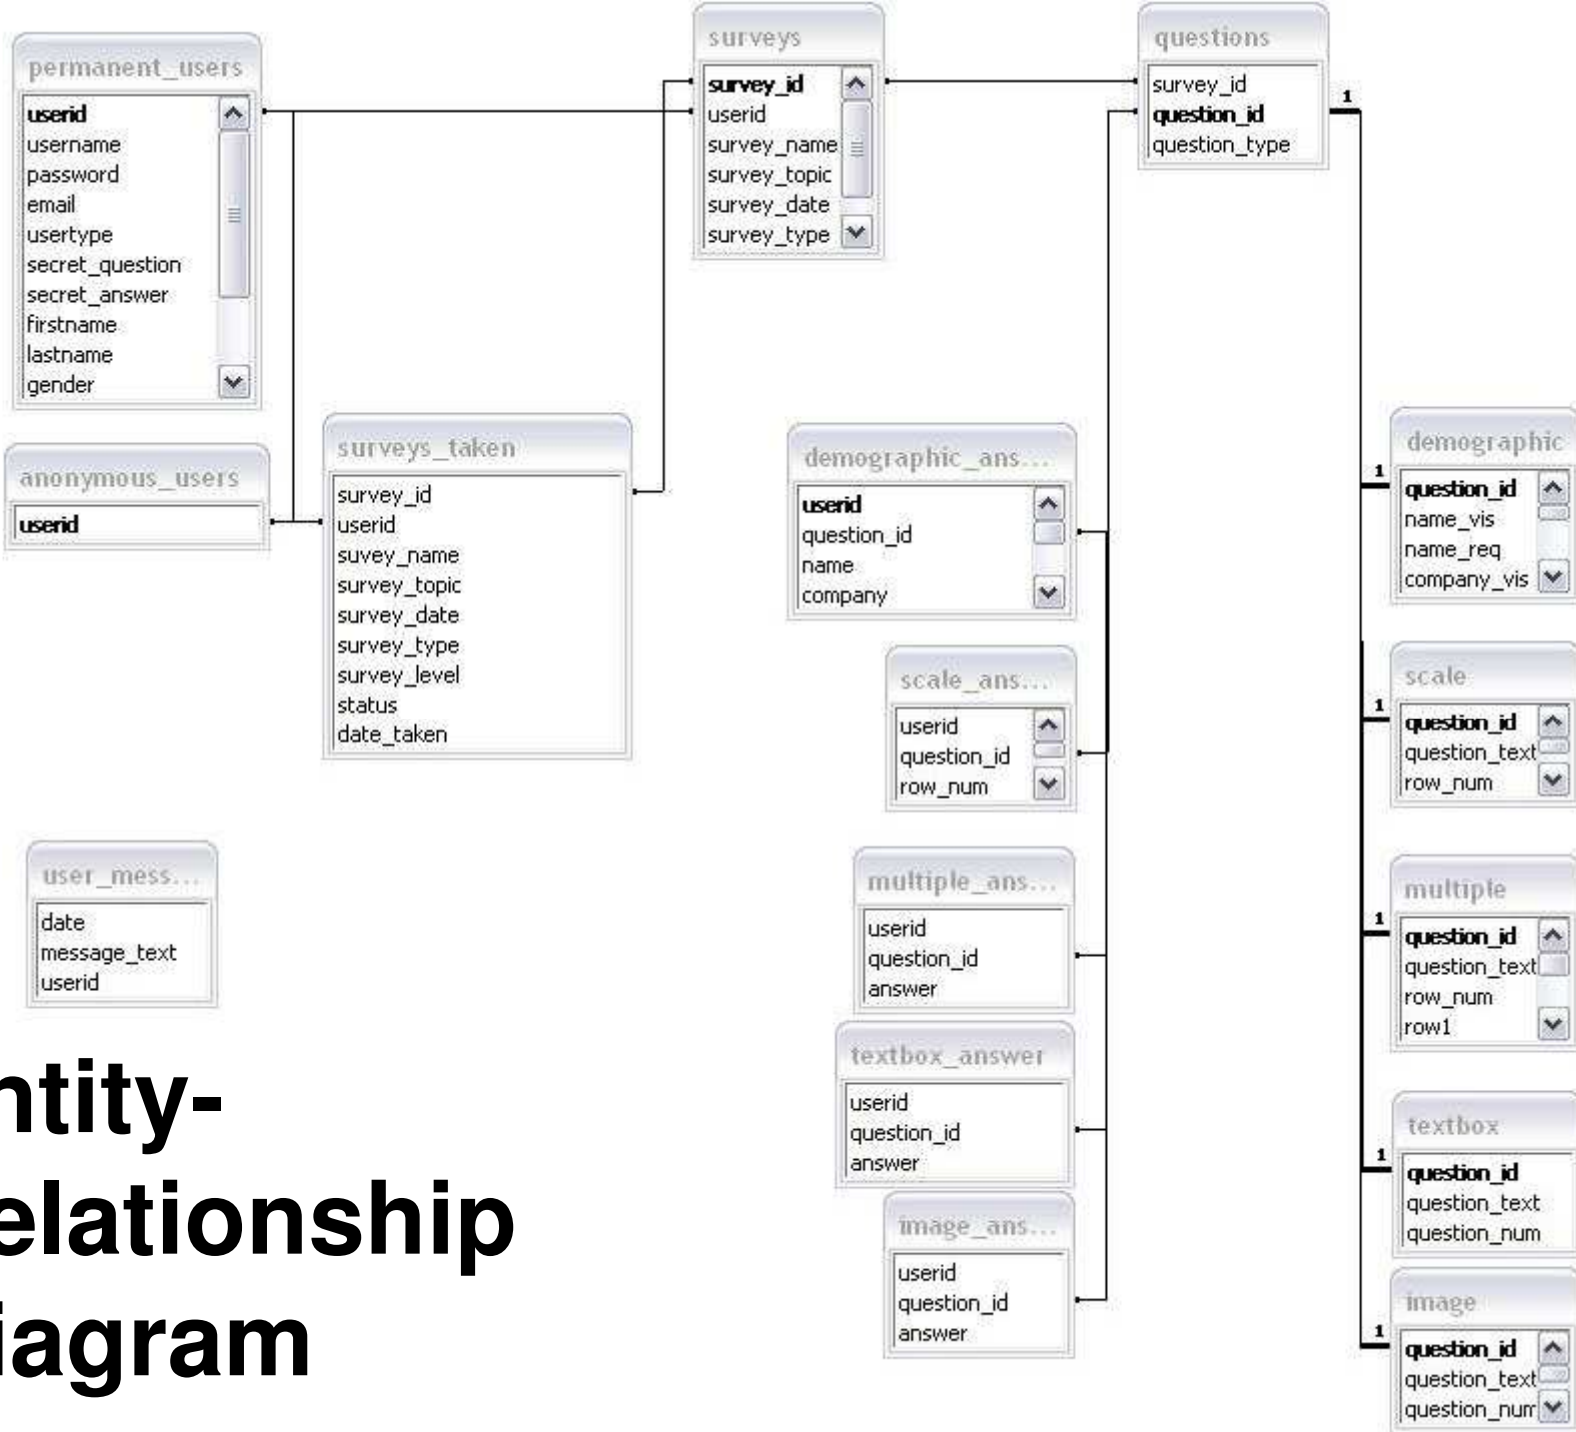 permanent_users
userid
username
password
email
usertype
secret_question
secret_answer
firstname
lastname
gender
surveys
survey_id
userid
survey_name
survey_topic
survey_date
survey_type
questions
survey_id
question_id
question_type
1
anonymous_users
userid
surveys_taken
survey_id
userid
suvey_name
survey_topic
survey_date
survey_type
survey_level
status
date_taken
demographic_ans...
userid
question_id
name
company
scale_ans...
userid
question_id
row_num
multiple_ans...
userid
question_id
answer
textbox_answer
userid
question_id
answer
image_ans...
userid
question_id
answer
1
demographic
question_id
name_vis
name_req
company_vis
1
scale
question_id
question_text
row_num
1
multiple
question_id
question_text
row_num
row1
1
textbox
question_id
question_text
question_num
1
image
question_id
question_text
question_num
user_mess...
date
message_text
userid
ntity-
elationship
iagram